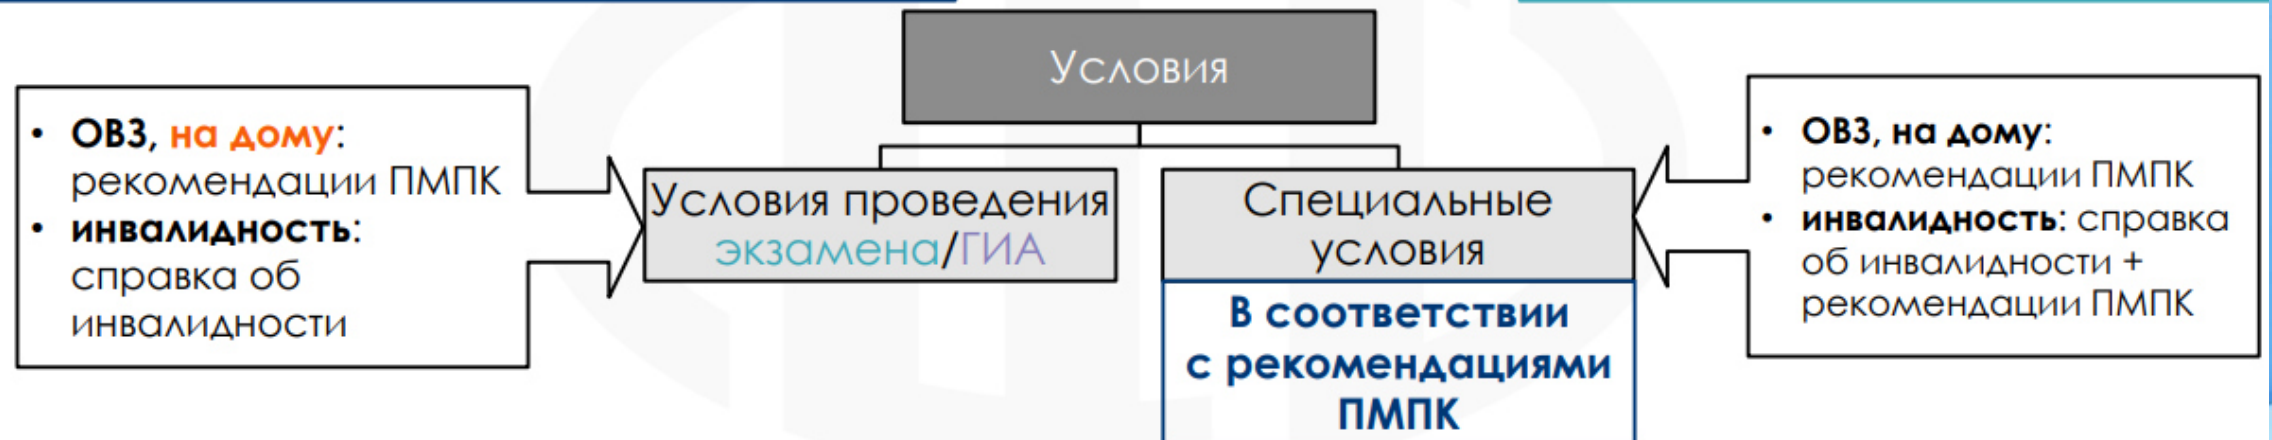 Условия
• ОВЗ, на дому:
рекомендации ПМПК
• инвалидность:
справка об
инвалидности
Условия проведения
экзамена/ГИА
Специальные
условия
В соответствии
с рекомендациями
ПМПК
• ОВЗ, на дому:
рекомендации ПМПК
• инвалидность: справка
об инвалидности +
рекомендации ПМПК